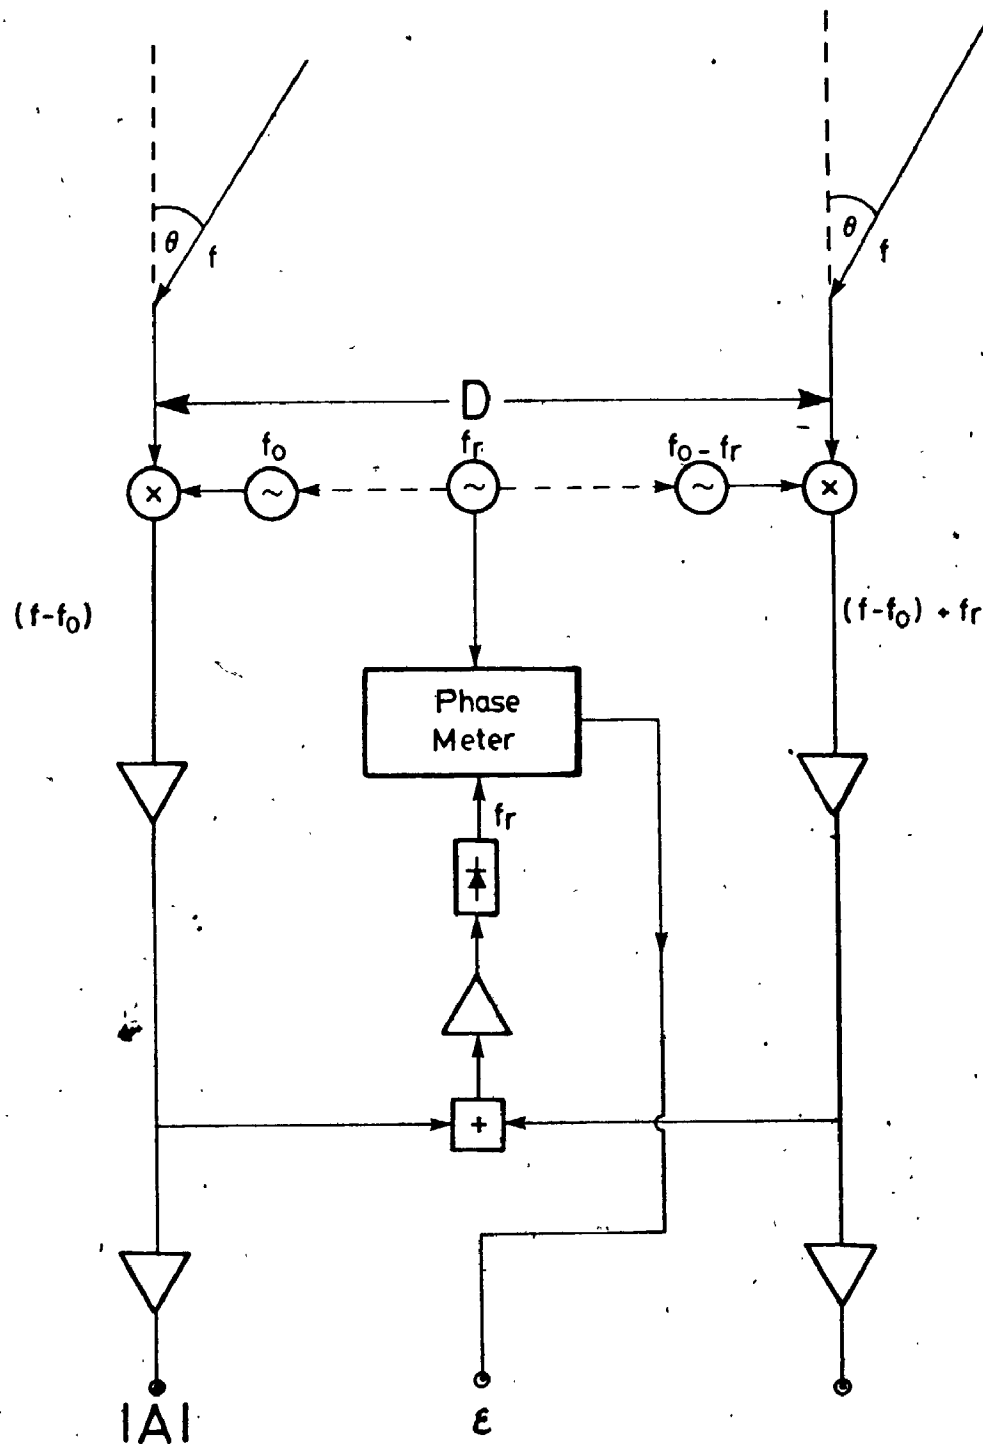 θ
f
θ
f
D
f₀
fr
f₀-fr
×
~
~
~
×
(f-f₀)
(f-f₀) + fr
Phase
Meter
fr
+
|A|
ε